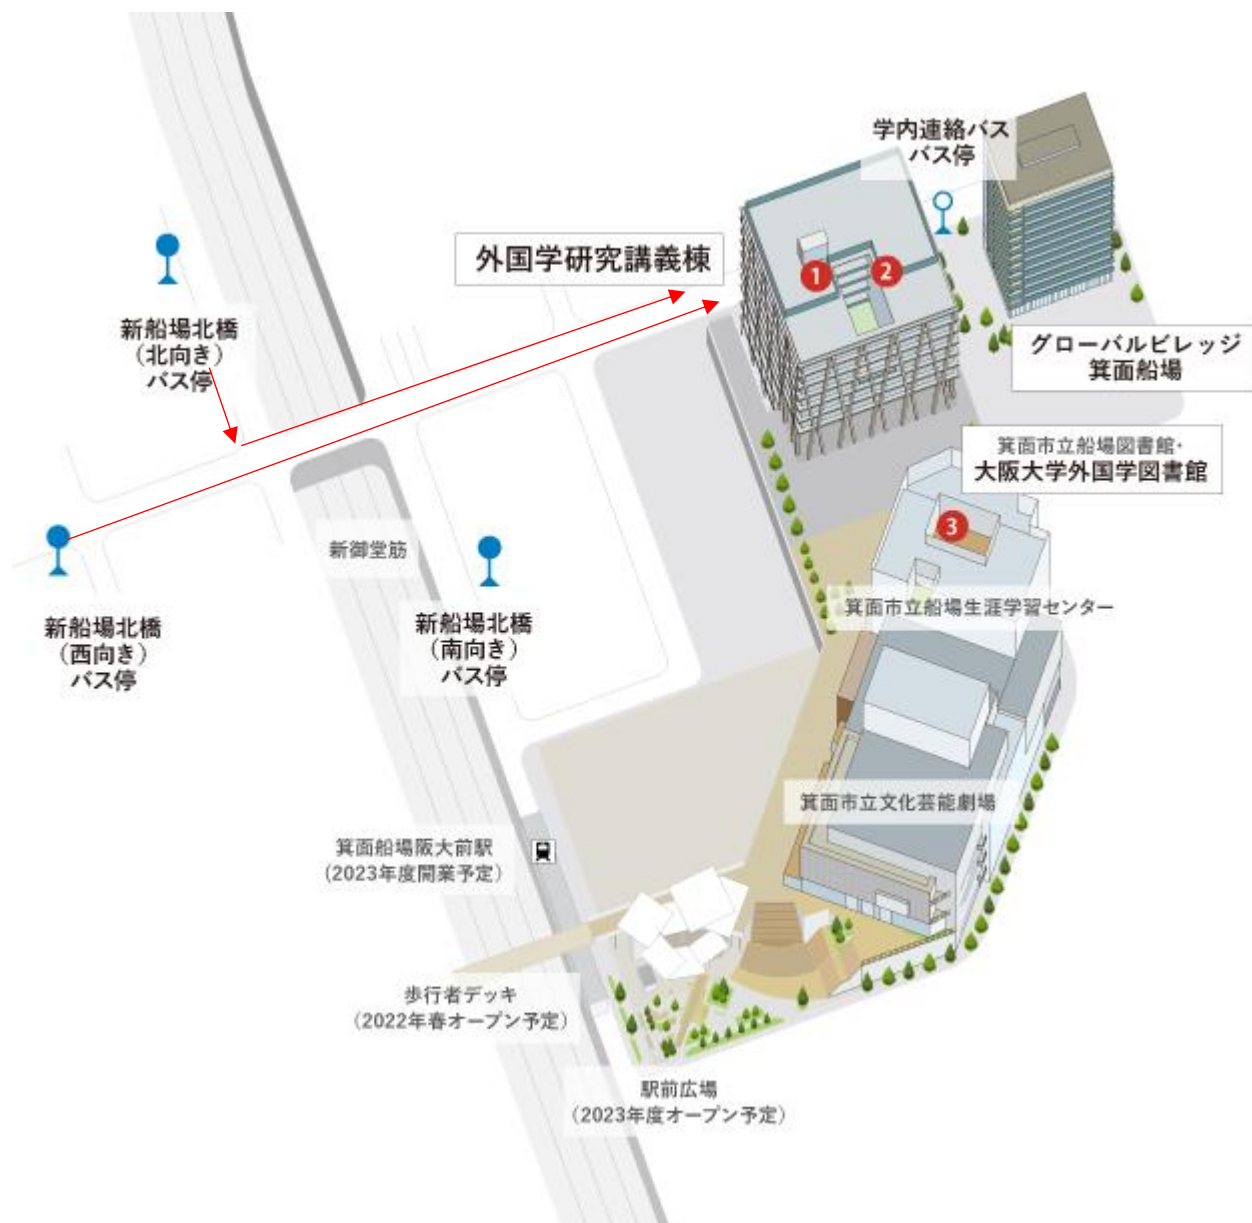 学内連絡バス
バス停
外国学研究講義棟
1
2
新船場北橋
（北向き）
バス停
グローバルビレッジ
箕面船場
箕面市立船場図書館・
大阪大学外国学図書館
3
新御堂筋
箕面市立船場生涯学習センター
新船場北橋
（西向き）
バス停
新船場北橋
（南向き）
バス停
箕面市立文化芸能劇場
箕面船場阪大前駅
（2023年度開業予定）
歩行者デッキ
（2022年春オープン予定）
駅前広場
（2023年度オープン予定）